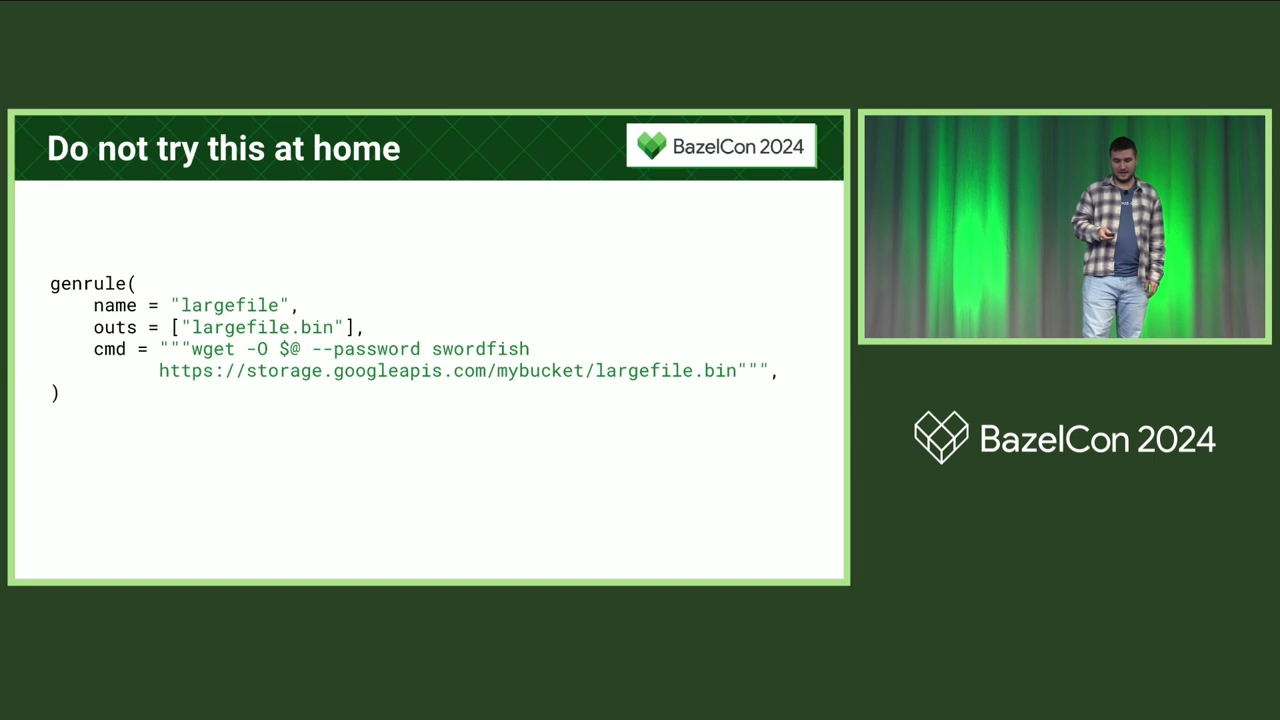 Do not try this at home
BazelCon 2024
genrule(
    name = "largefile",
    outs = ["largefile.bin"],
    cmd = """wget -O $@ --password swordfish
          https://storage.googleapis.com/mybucket/largefile.bin""",
)
BazelCon 2024